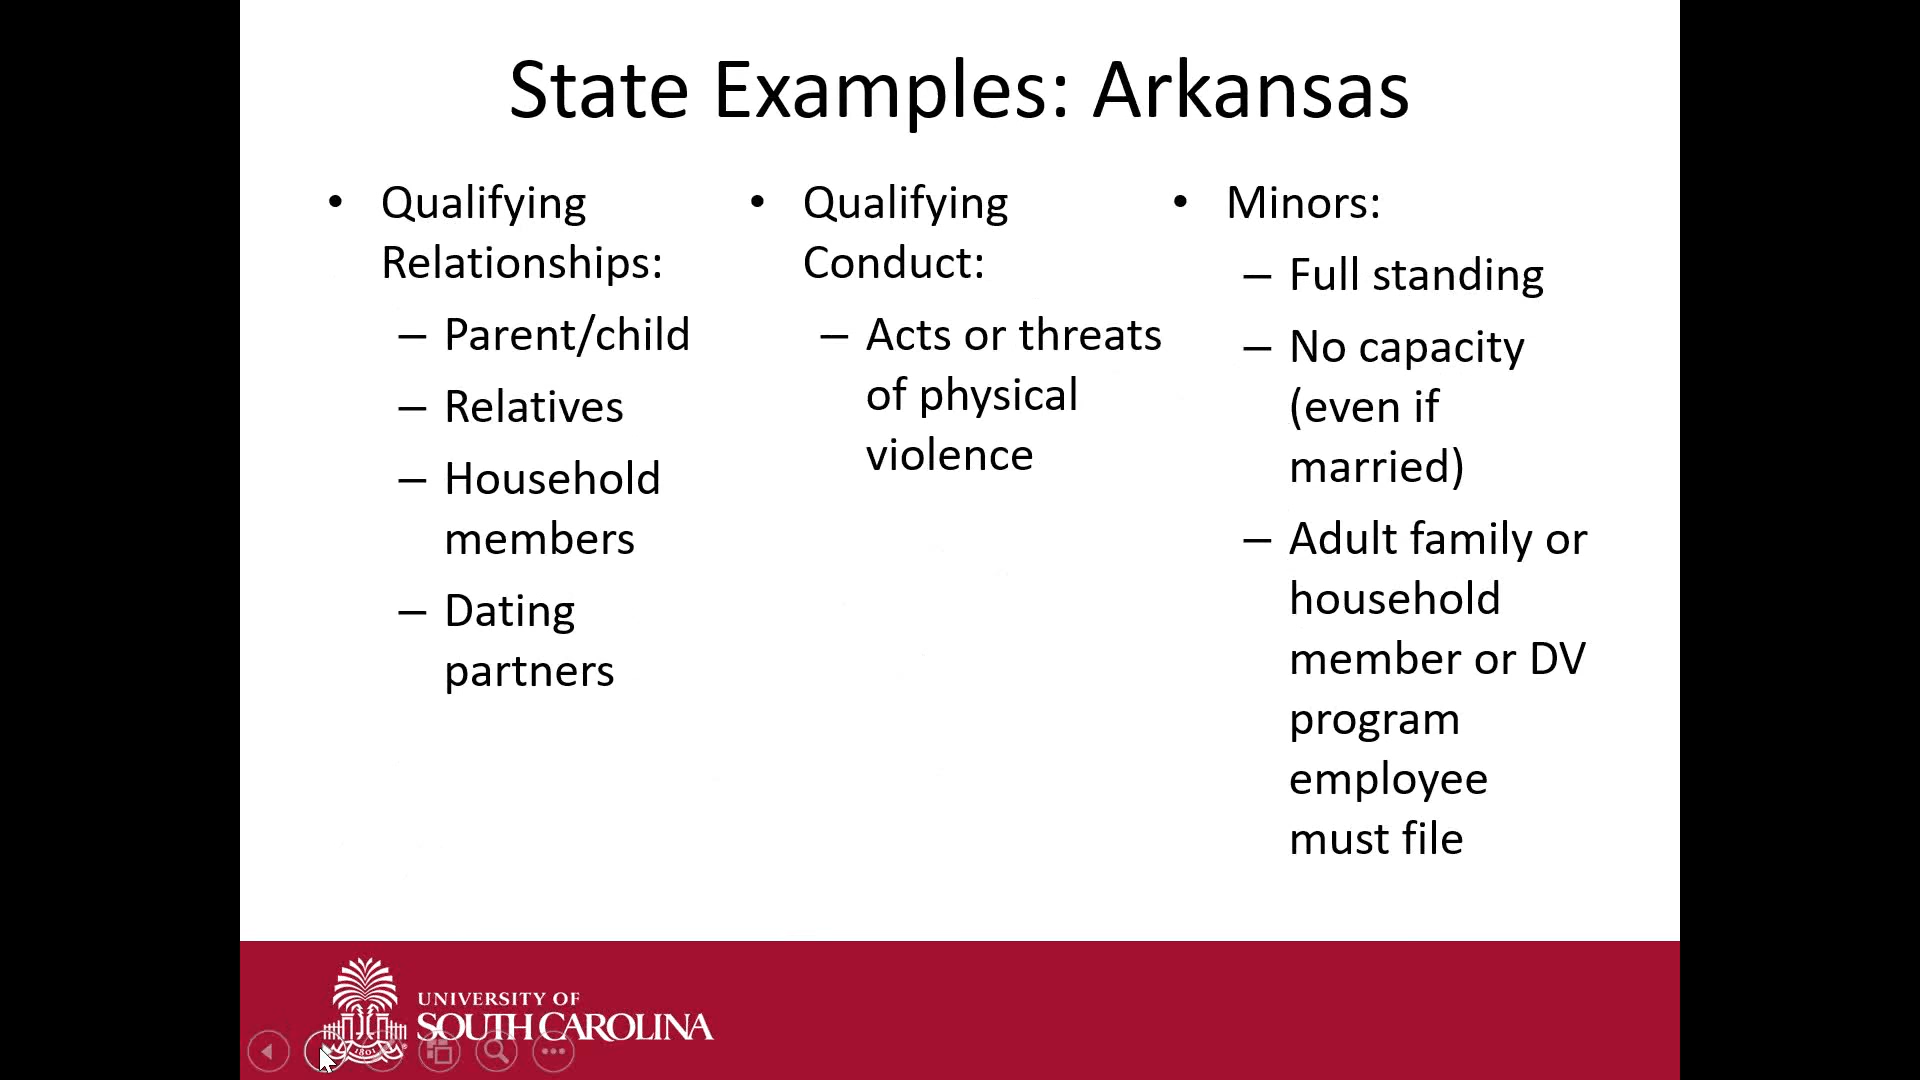 State Examples: Arkansas
• Qualifying
Relationships:
– Parent/child
– Relatives
– Household
members
– Dating
partners
• Qualifying
Conduct:
– Acts or threats
of physical
violence
• Minors:
– Full standing
– No capacity
(even if
married)
– Adult family or
household
member or DV
program
employee
must file
UNIVERSITY OF
SOUTH CAROLINA
1801